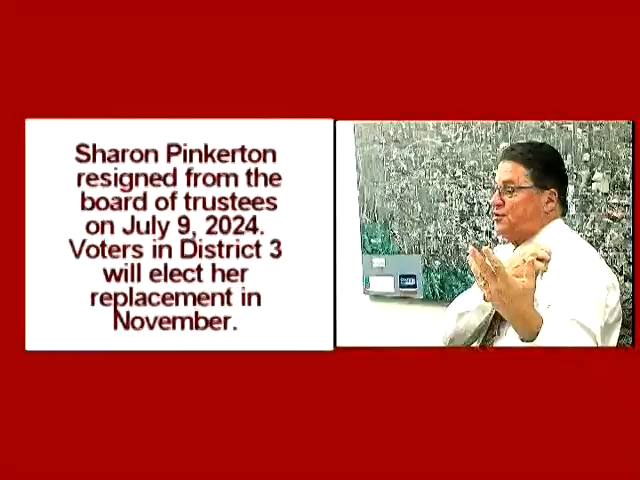 Sharon Pinkerton
resigned from the
board of trustees
on July 9, 2024.
Voters in District 3
will elect her
replacement in
November.